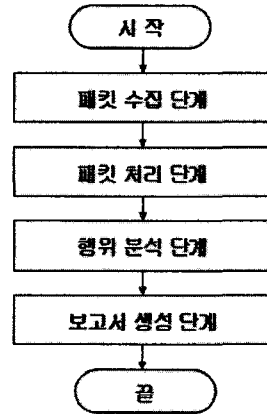 시 작
패킷 수집 단계
패킷 처리 단계
행위 분석 단계
보고서 생성 단계
끝